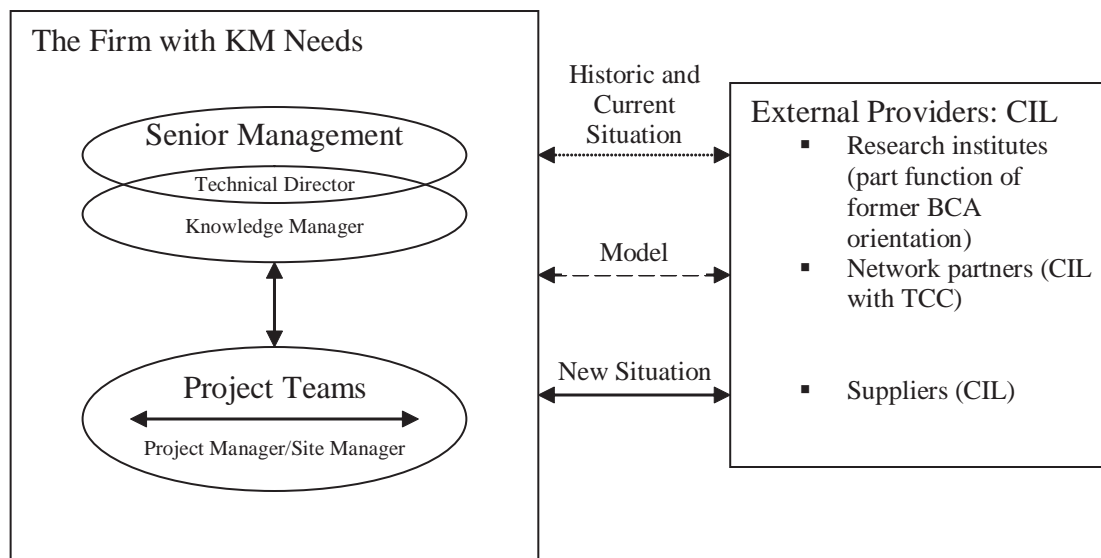 The Firm with KM Needs
Senior Management
Technical Director
Knowledge Manager
Project Teams
Project Manager/Site Manager
Historic and
Current
Situation
Model
New Situation
External Providers: CIL
▪ Research institutes
(part function of
former BCA
orientation)
▪ Network partners (CIL
with TCC)
▪ Suppliers (CIL)